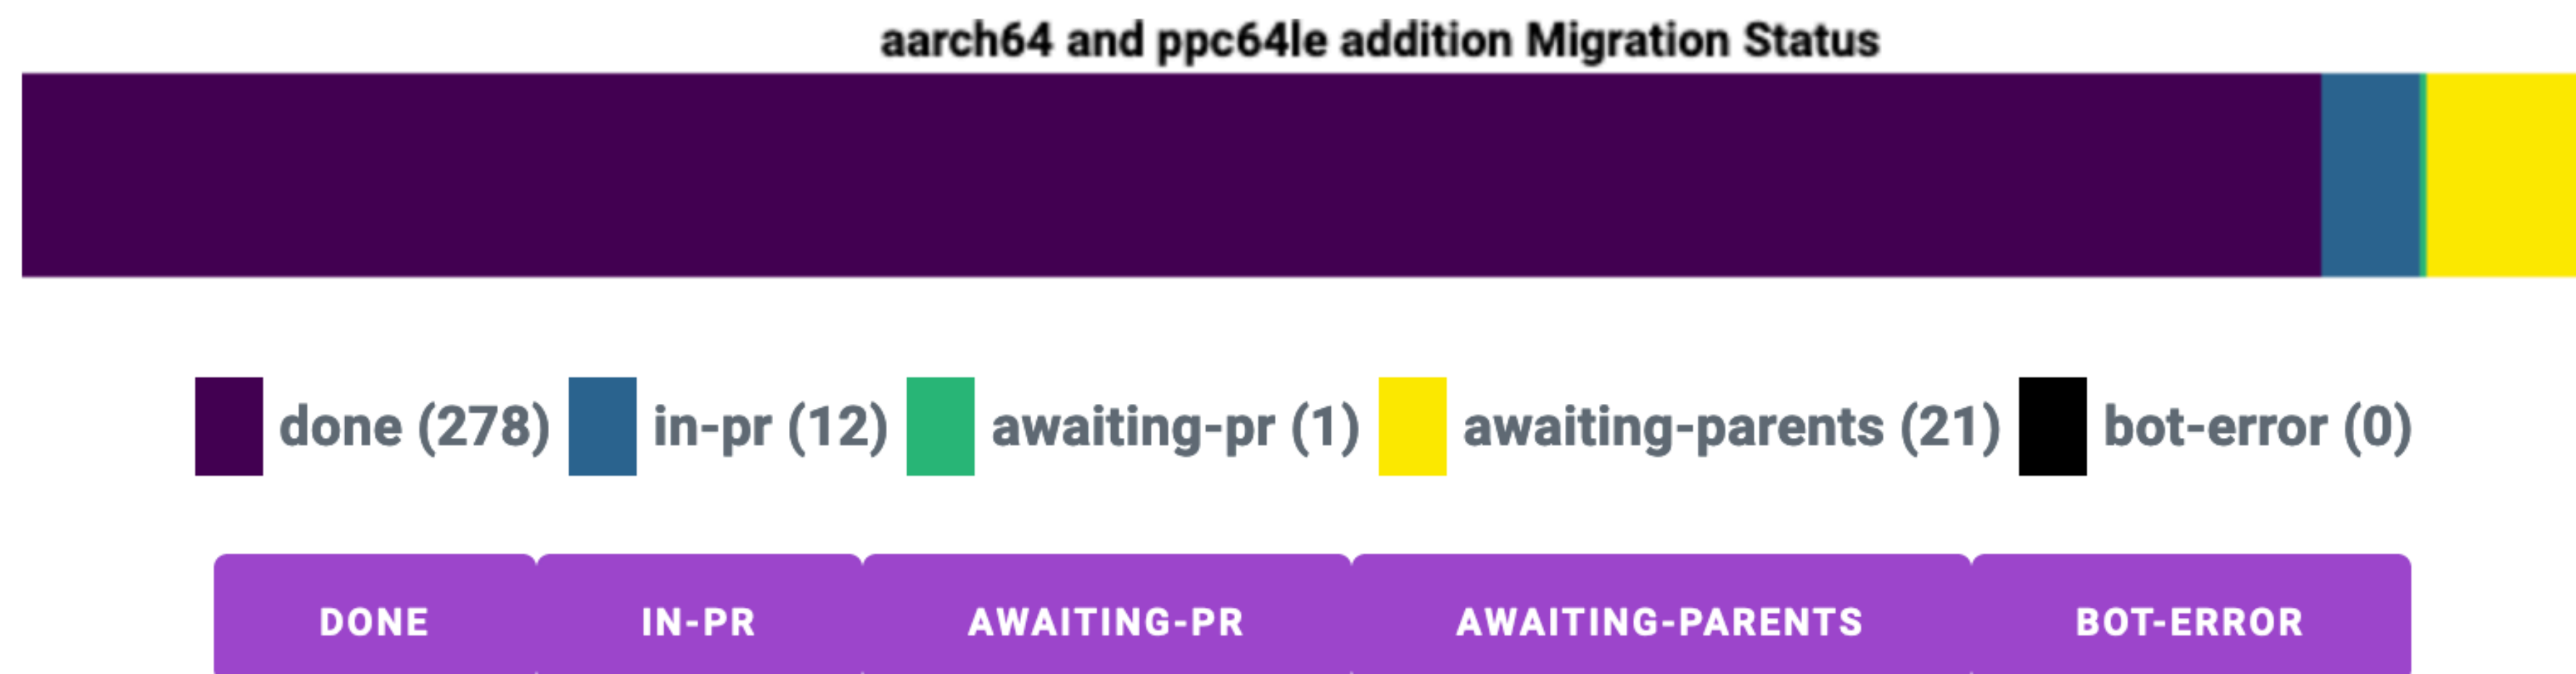 aarch64 and ppc64le addition Migration Status
done (278) in-pr (12) awaiting-pr (1) awaiting-parents (21) bot-error (0)
DONE IN-PR AWAITING-PR AWAITING-PARENTS BOT-ERROR